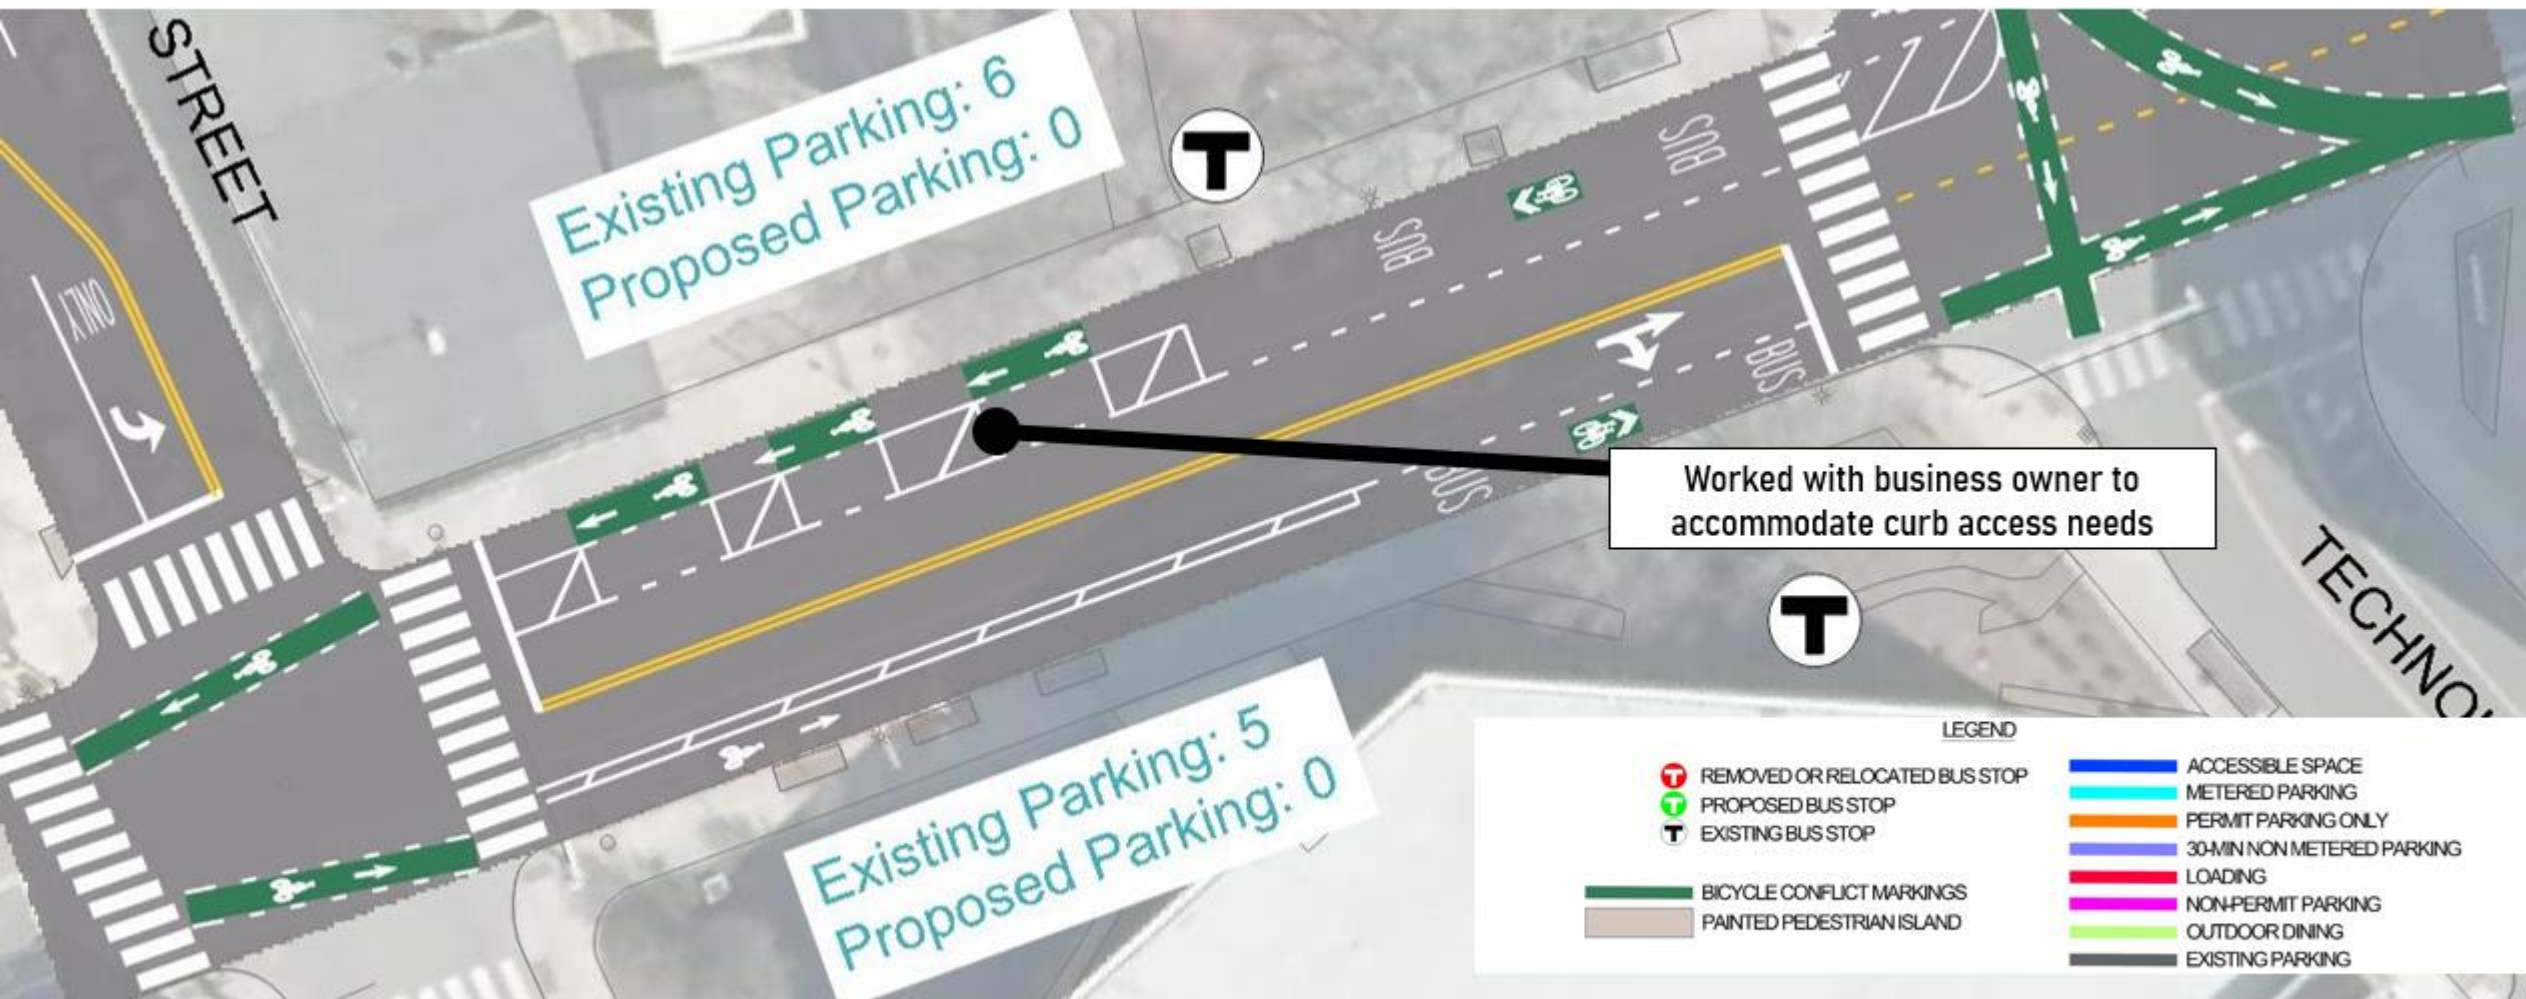 STREET
Existing Parking: 6
Proposed Parking: 0
T
BUS
BUS
ONLY
BUS
Worked with business owner to
accommodate curb access needs
T
TECHNO
Existing Parking: 5
Proposed Parking: 0
LEGEND
T REMOVED OR RELOCATED BUS STOP
T PROPOSED BUS STOP
T EXISTING BUS STOP
BICYCLE CONFLICT MARKINGS
PAINTED PEDESTRIAN ISLAND
ACCESSIBLE SPACE
METERED PARKING
PERMIT PARKING ONLY
30-MIN NON METERED PARKING
LOADING
NON-PERMIT PARKING
OUTDOOR DINING
EXISTING PARKING